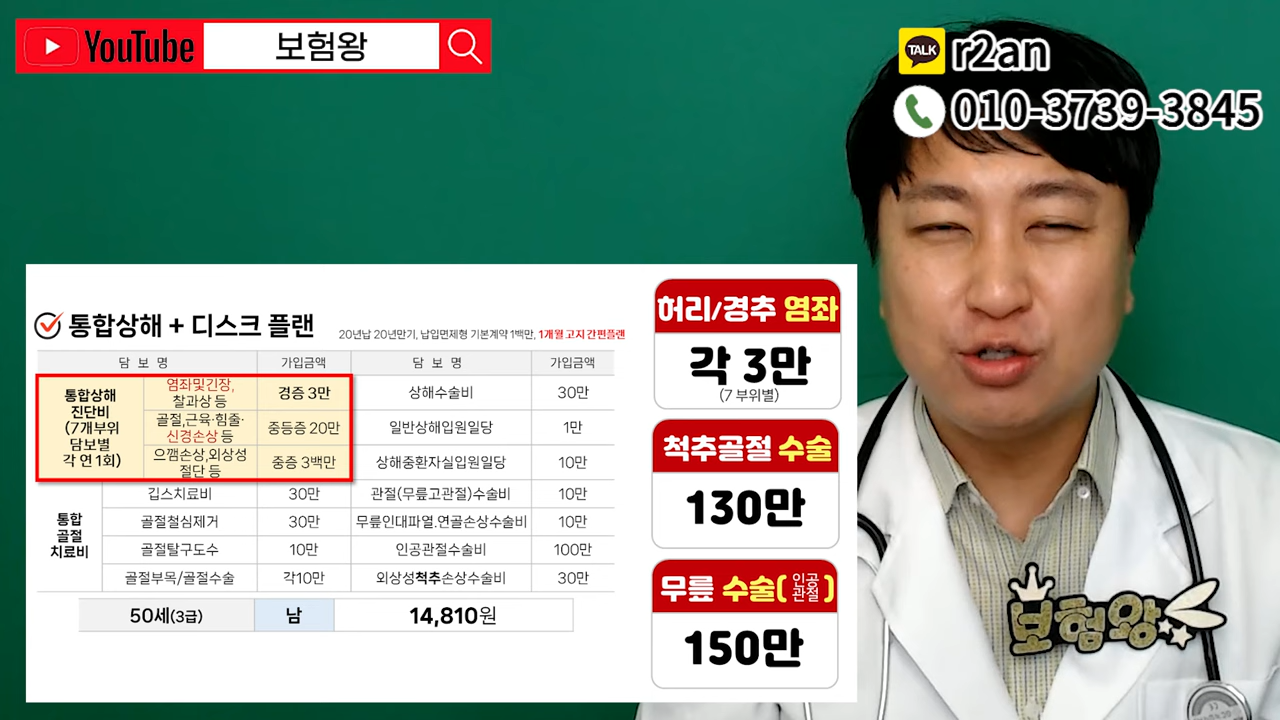 YouTube 보험왕
TALK r2an
010-3739-3845
통합상해 + 디스크 플랜
20년납 20년만기, 납입면제형 기본계약 1백만, 1개월 고지 간편플랜
담 보 명 가입금액 담 보 명 가입금액
통합상해
진단비
(7개부위
담보별
각 연 1회)
염좌및긴장,
찰과상 등
경증 3만
골절,근육·힘줄·
신경손상 등
중등증 20만
으깸손상,외상성
절단 등
중증 3백만
상해수술비 30만
일반상해입원일당 1만
상해중환자실입원일당 10만
통합
골절
치료비
깁스치료비 30만 관절(무릎고관절)수술비 10만
골절철심제거 30만 무릎인대파열.연골손상수술비 10만
골절탈구도수 10만 인공관절수술비 100만
골절부목/골절수술 각10만 외상성척추손상수술비 30만
50세(3급) 남 14,810원
허리/경추 염좌
각 3만
(7 부위별)
척추골절 수술
130만
무릎 수술(인공관절)
150만
보험왕